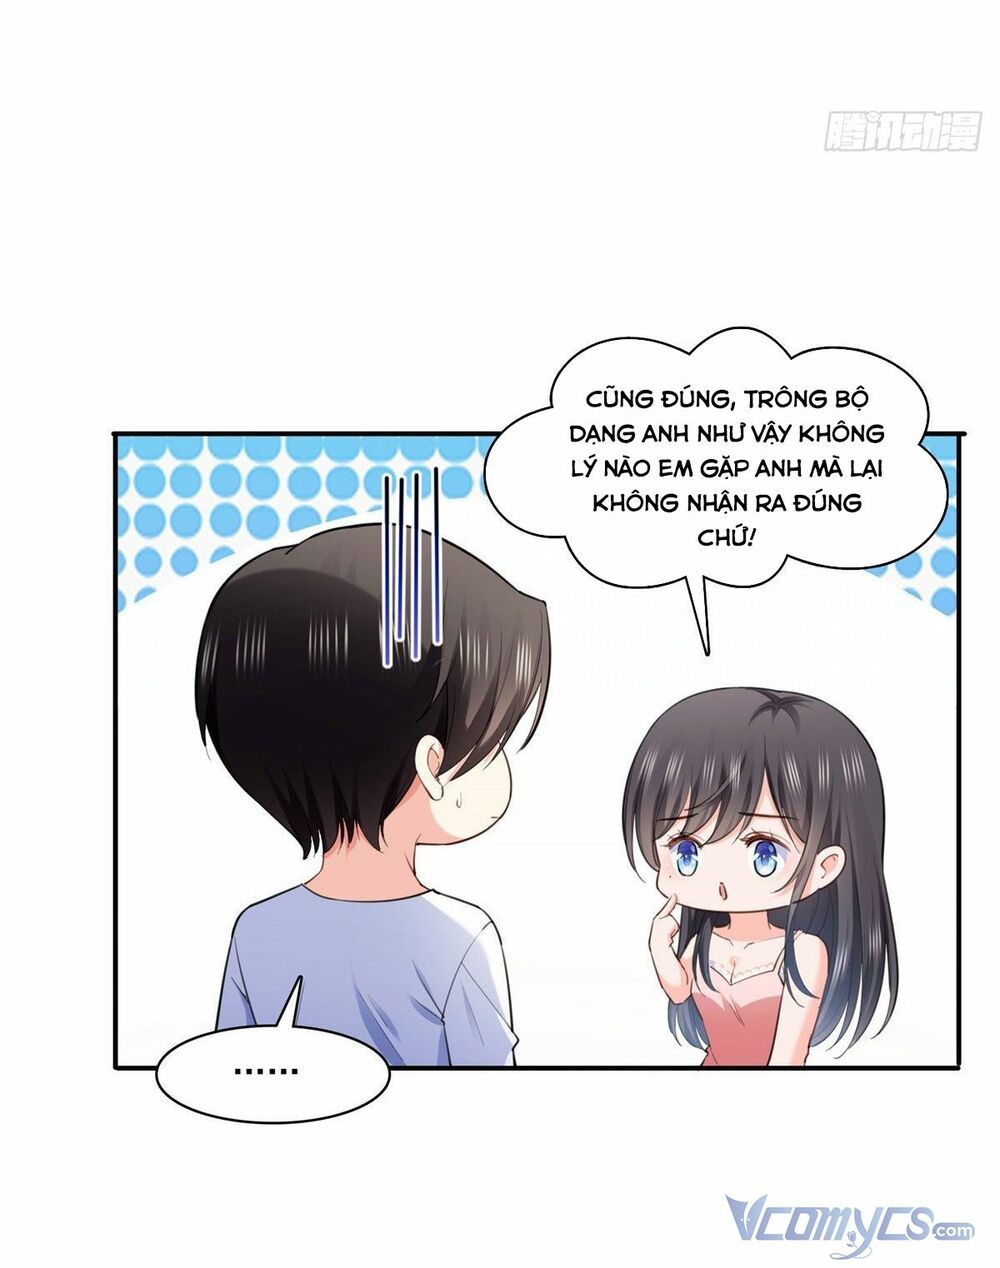 腾讯动漫
CŨNG ĐÚNG, TRÔNG BỘ
DẠNG ANH NHƯ VẬY KHÔNG
LÝ NÀO EM GẶP ANH MÀ LẠI
KHÔNG NHẬN RA ĐÚNG
CHỨ!
......
VCOMYCS.com